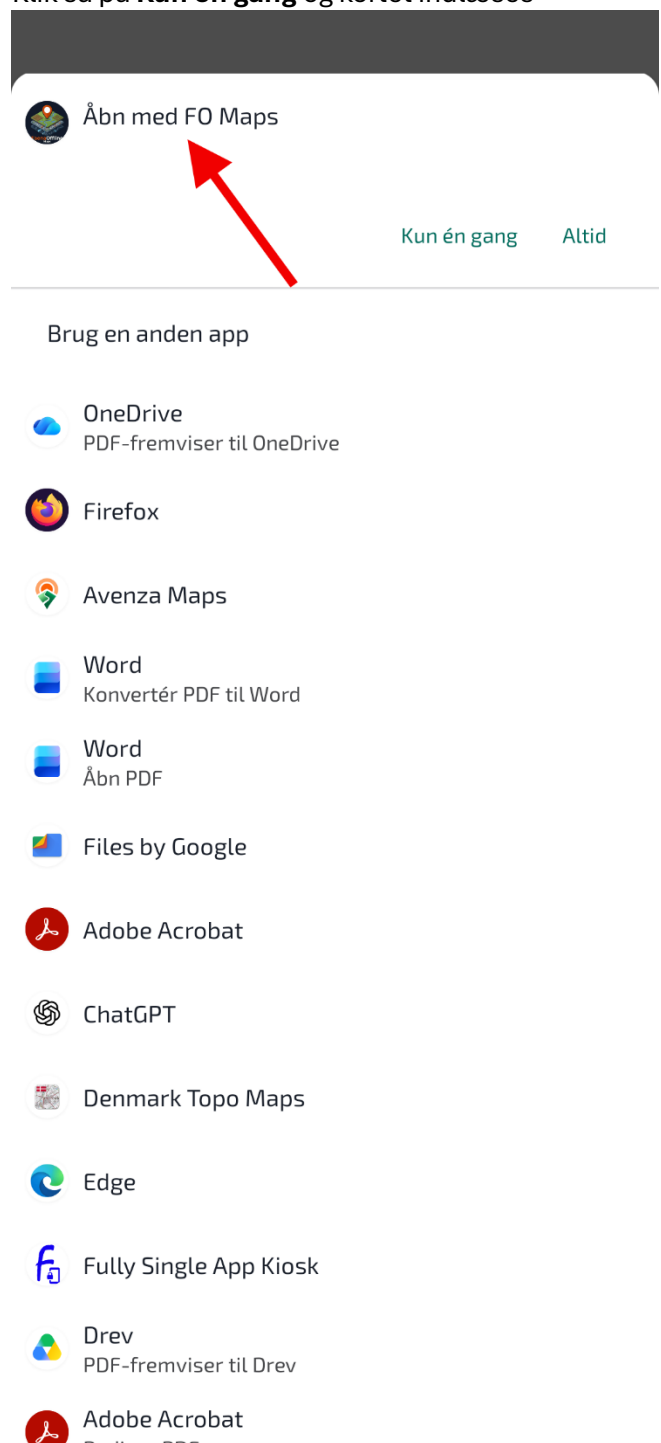 Åbn med FO Maps
Kun én gang Altid
Brug en anden app
OneDrive
PDF-fremviser til OneDrive
Firefox
Avenza Maps
Word
Konvertér PDF til Word
Word
Åbn PDF
Files by Google
Adobe Acrobat
ChatGPT
Denmark Topo Maps
Edge
Fully Single App Kiosk
Drev
PDF-fremviser til Drev
Adobe Acrobat